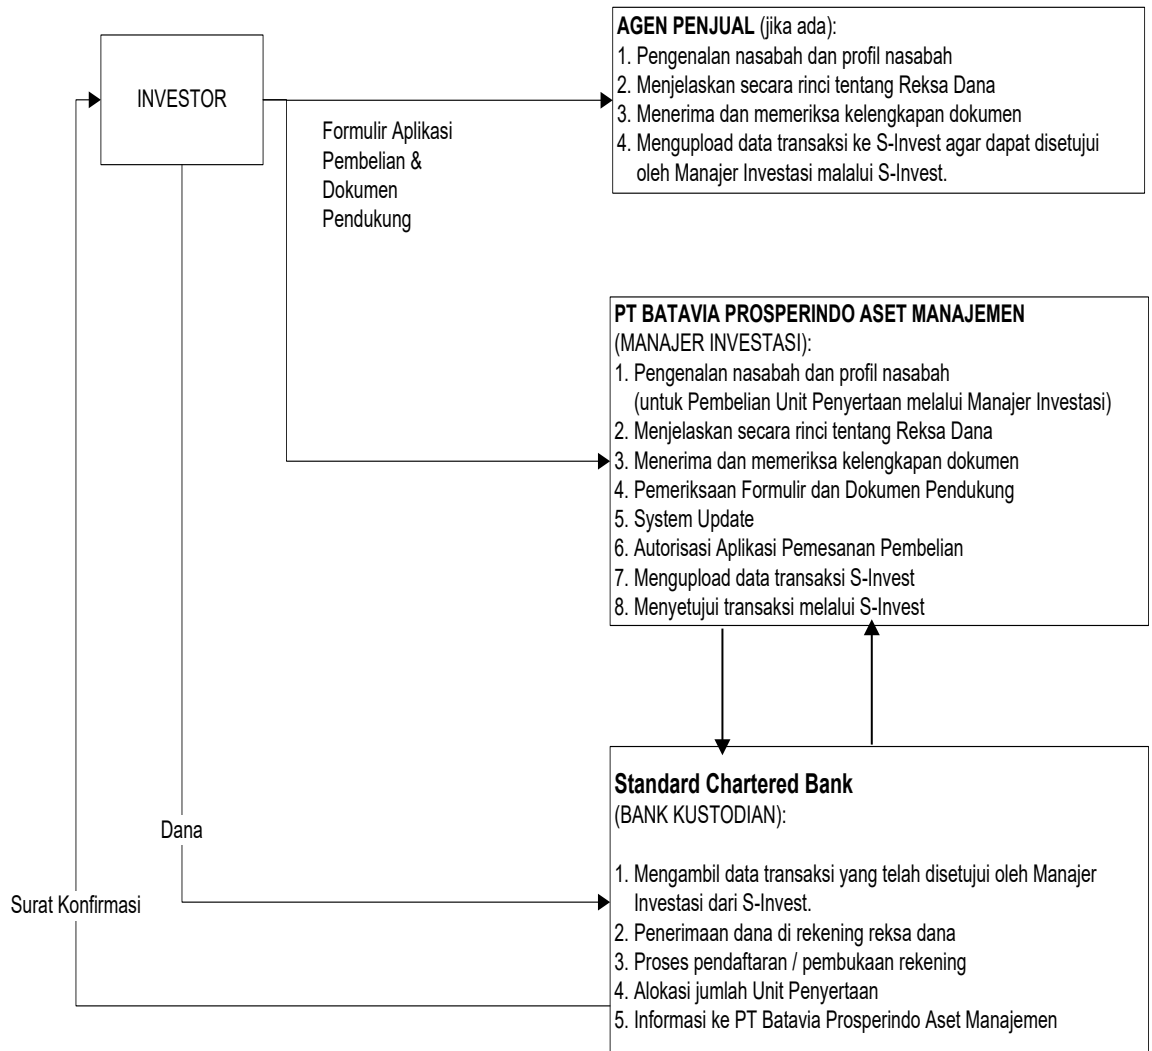 INVESTOR
Formulir Aplikasi
Pembelian &
Dokumen
Pendukung
AGEN PENJUAL (jika ada):
1. Pengenalan nasabah dan profil nasabah
2. Menjelaskan secara rinci tentang Reksa Dana
3. Menerima dan memeriksa kelengkapan dokumen
4. Mengupload data transaksi ke S-Invest agar dapat disetujui
oleh Manajer Investasi malalui S-Invest.
PT BATAVIA PROSPERINDO ASET MANAJEMEN
(MANAJER INVESTASI):
1. Pengenalan nasabah dan profil nasabah
(untuk Pembelian Unit Penyertaan melalui Manajer Investasi)
2. Menjelaskan secara rinci tentang Reksa Dana
3. Menerima dan memeriksa kelengkapan dokumen
4. Pemeriksaan Formulir dan Dokumen Pendukung
5. System Update
6. Autorisasi Aplikasi Pemesanan Pembelian
7. Mengupload data transaksi S-Invest
8. Menyetujui transaksi melalui S-Invest
Dana
Surat Konfirmasi
Standard Chartered Bank
(BANK KUSTODIAN):
1. Mengambil data transaksi yang telah disetujui oleh Manajer
Investasi dari S-Invest.
2. Penerimaan dana di rekening reksa dana
3. Proses pendaftaran / pembukaan rekening
4. Alokasi jumlah Unit Penyertaan
5. Informasi ke PT Batavia Prosperindo Aset Manajemen